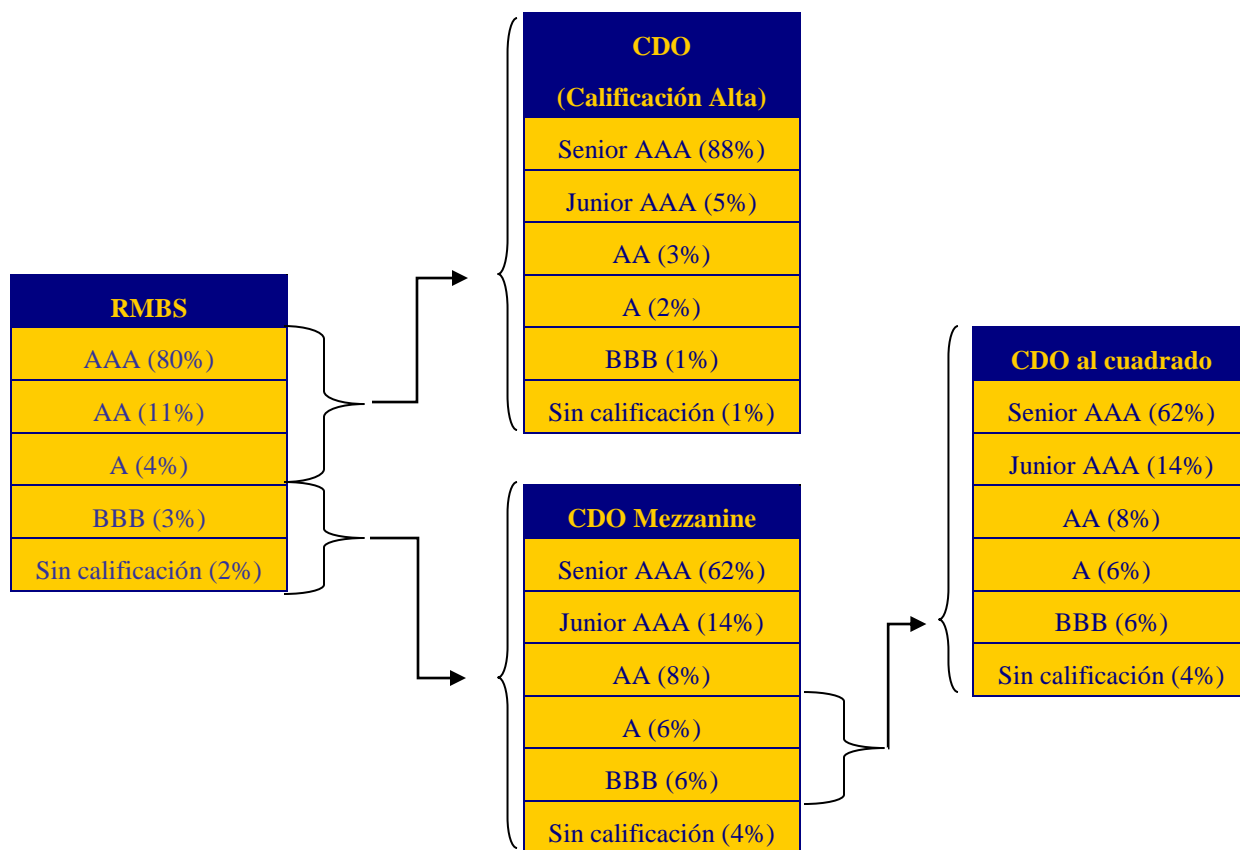 RMBS
AAA (80%)
AA (11%)
A (4%)
BBB (3%)
Sin calificación (2%)
CDO
(Calificación Alta)
Senior AAA (88%)
Junior AAA (5%)
AA (3%)
A (2%)
BBB (1%)
Sin calificación (1%)
CDO Mezzanine
Senior AAA (62%)
Junior AAA (14%)
AA (8%)
A (6%)
BBB (6%)
Sin calificación (4%)
CDO al cuadrado
Senior AAA (62%)
Junior AAA (14%)
AA (8%)
A (6%)
BBB (6%)
Sin calificación (4%)